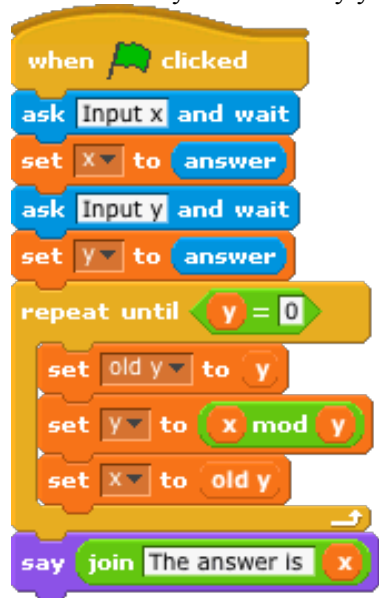 when clicked
ask Input x and wait
set x to answer
ask Input y and wait
set y to answer
repeat until y = 0
set old y to y
set y to x mod y
set x to old y
say join The answer is x